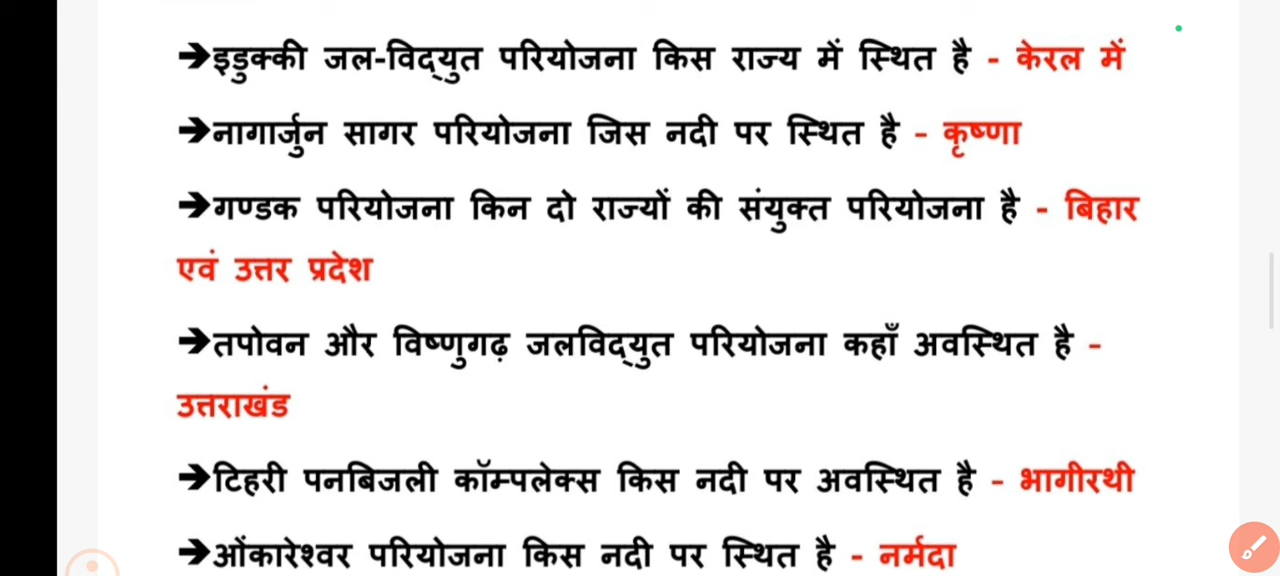 ➔इडुक्की जल-विद्युत परियोजना किस राज्य में स्थित है - केरल में
➔नागार्जुन सागर परियोजना जिस नदी पर स्थित है - कृष्णा
➔गण्डक परियोजना किन दो राज्यों की संयुक्त परियोजना है - बिहार
एवं उत्तर प्रदेश
➔तपोवन और विष्णुगढ़ जलविद्युत परियोजना कहाँ अवस्थित है -
उत्तराखंड
➔टिहरी पनबिजली कॉम्पलेक्स किस नदी पर अवस्थित है - भागीरथी
➔ओंकारेश्वर परियोजना किस नदी पर स्थित है - नर्मदा